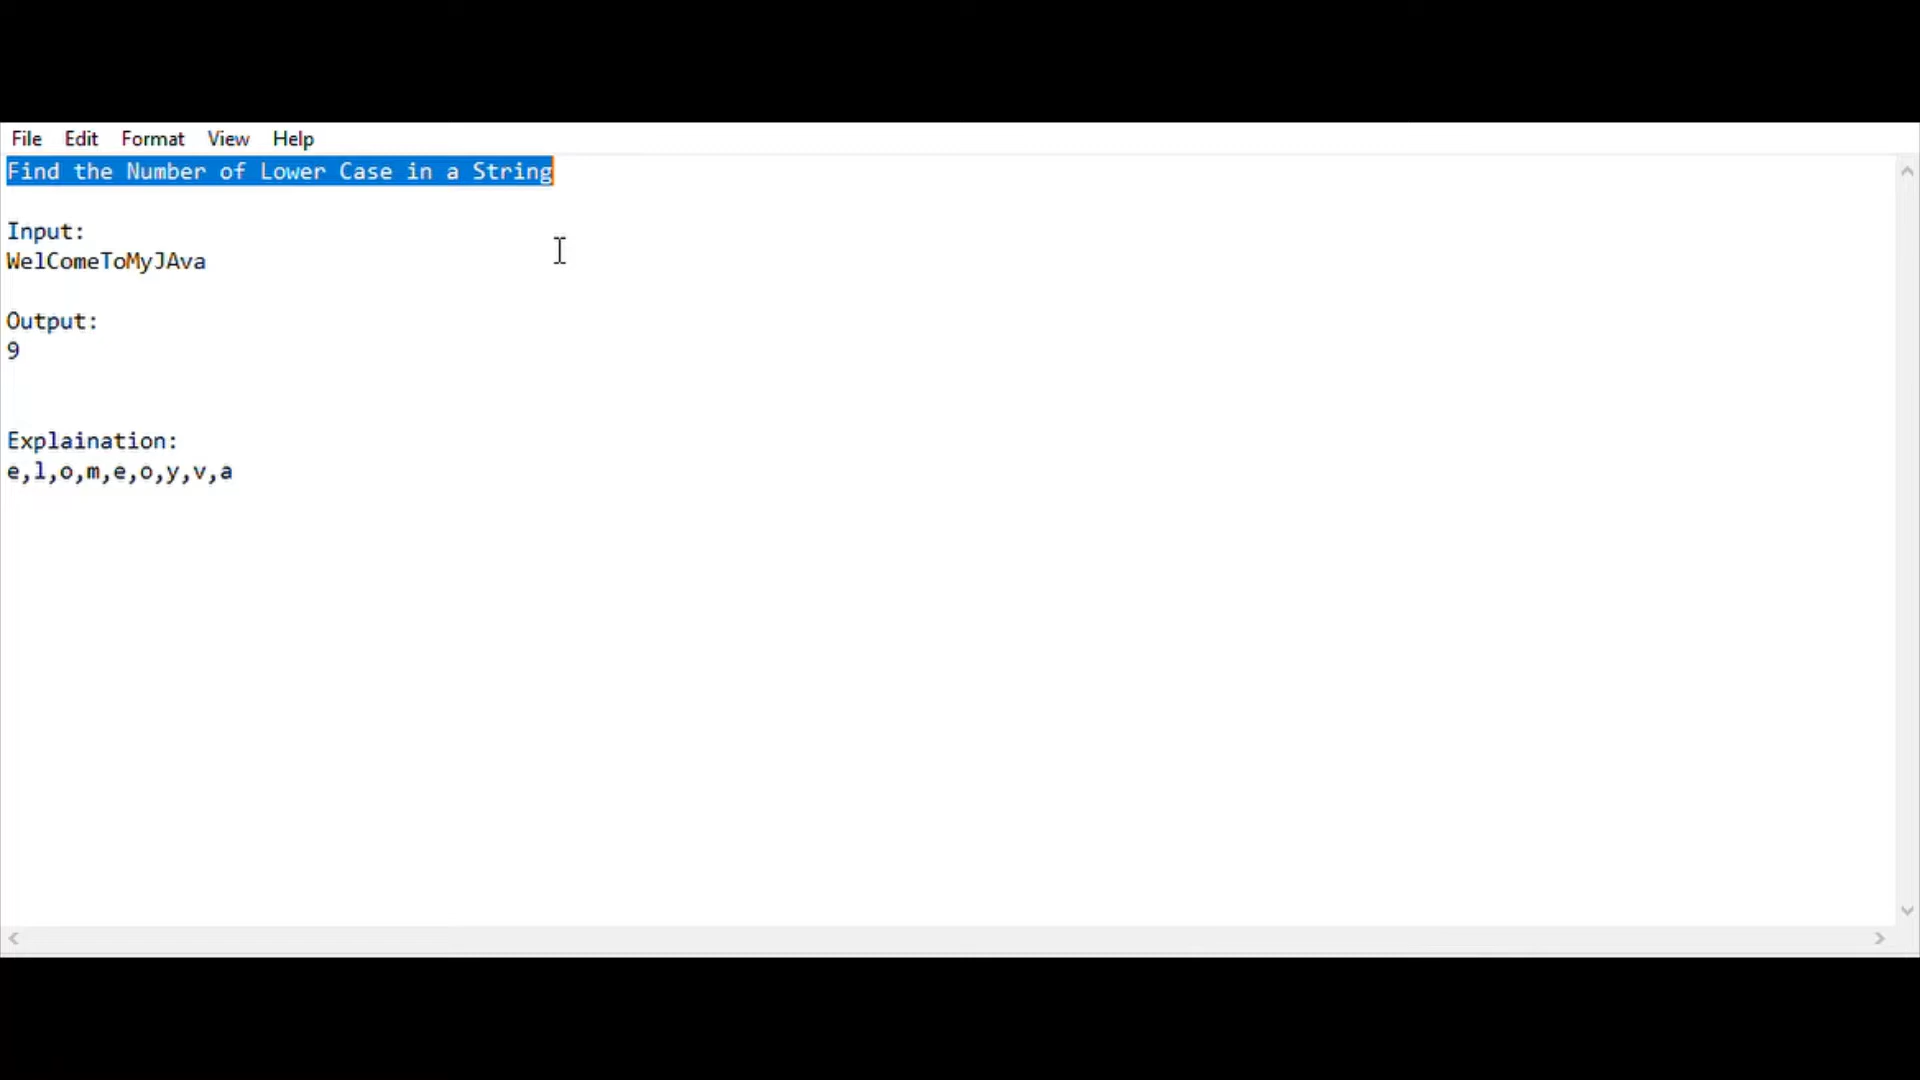 File Edit Format View Help
Find the Number of Lower Case in a String
Input:
WelComeToMyJAva
Output:
9
Explaination:
e,l,o,m,e,o,y,v,a